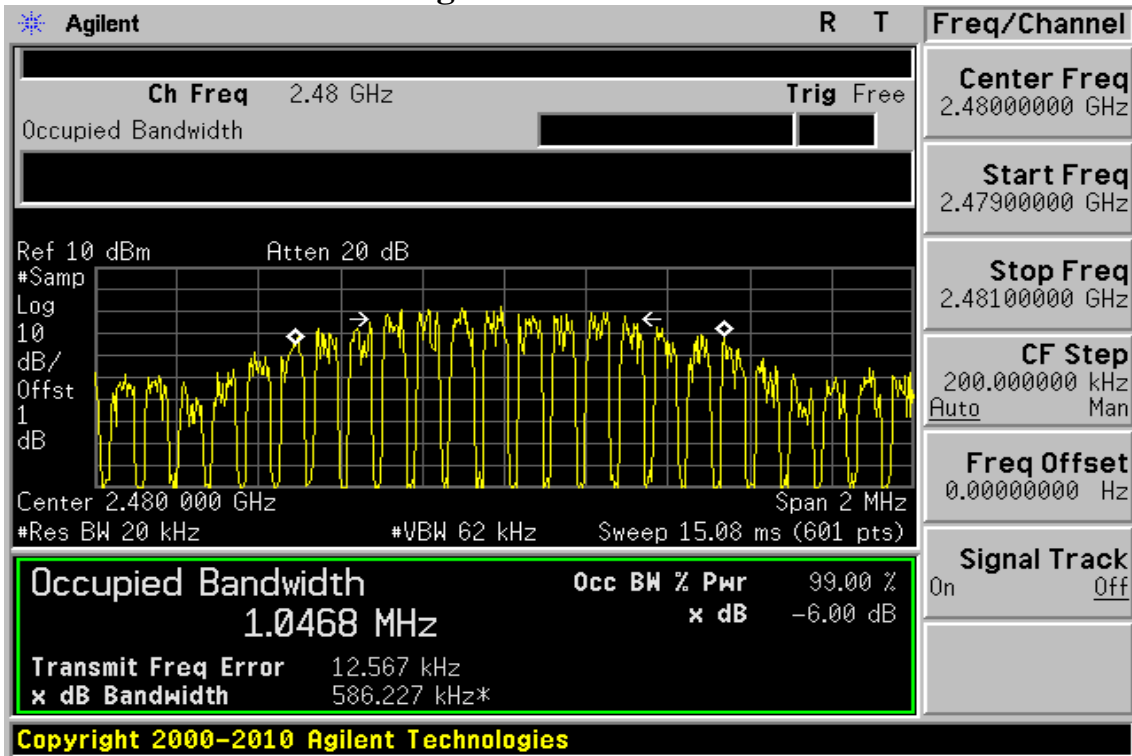 Agilent R T
Ch Freq 2.48 GHz Trig Free
Occupied Bandwidth
Ref 10 dBm Atten 20 dB
#Samp
Log
10
dB/
Offst
1
dB
Center 2.480 000 GHz Span 2 MHz
#Res BW 20 kHz #VBW 62 kHz Sweep 15.08 ms (601 pts)
Occupied Bandwidth Occ BW % Pwr 99.00 %
1.0468 MHz x dB -6.00 dB
Transmit Freq Error 12.567 kHz
x dB Bandwidth 586.227 kHz*
Copyright 2000-2010 Agilent Technologies
Freq/Channel
Center Freq
2.48000000 GHz
Start Freq
2.47900000 GHz
Stop Freq
2.48100000 GHz
CF Step
200.000000 kHz
Auto Man
Freq Offset
0.00000000 Hz
Signal Track
On Off